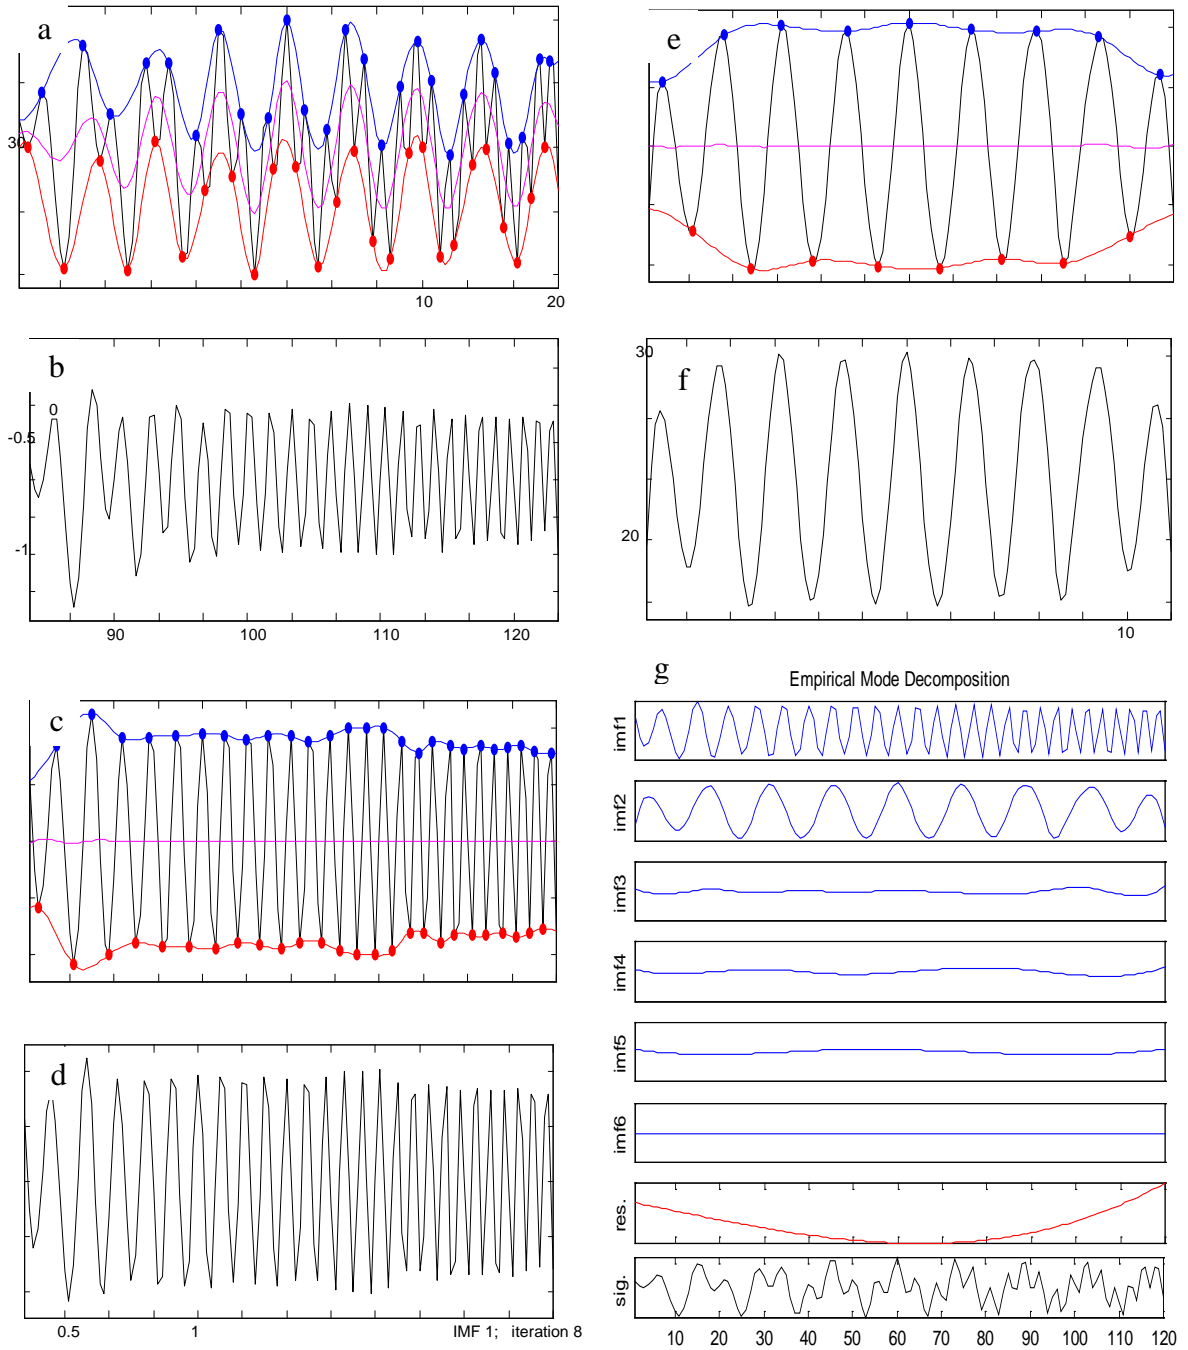 a
30
10
20
b
0
-0.5
-1
90
100
110
120
c
d
0.5
1
IMF 1; iteration 8
e
f
30
20
10
g
Empirical Mode Decomposition
imf1
imf2
imf3
imf4
imf5
imf6
res.
sig.
10
20
30
40
50
60
70
80
90
100
110
120